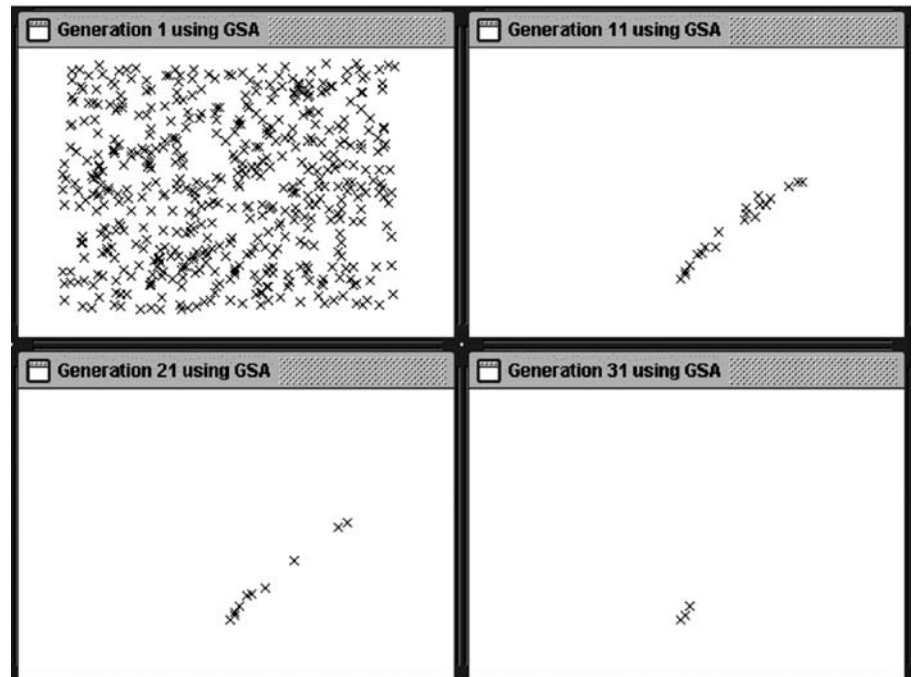 Generation 1 using GSA
Generation 11 using GSA
Generation 21 using GSA
Generation 31 using GSA